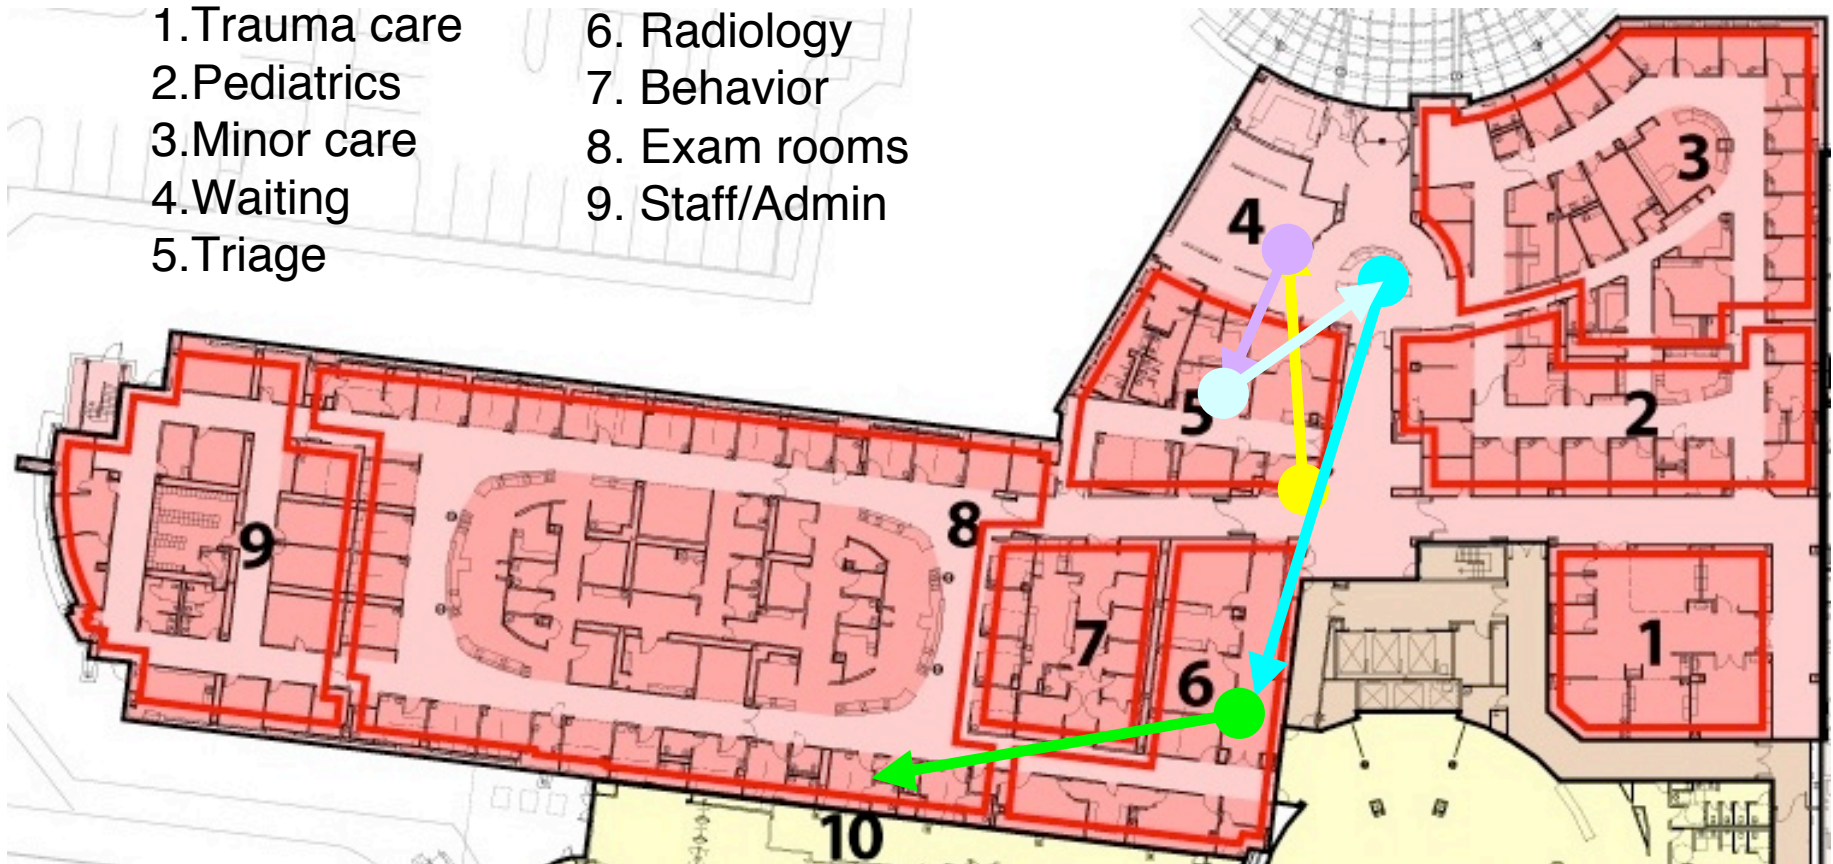 1.Trauma care
2.Pediatrics
3.Minor care
4.Waiting
5.Triage
6. Radiology
7. Behavior
8. Exam rooms
9. Staff/Admin
3
4
2
5
8
9
7
1
6
10